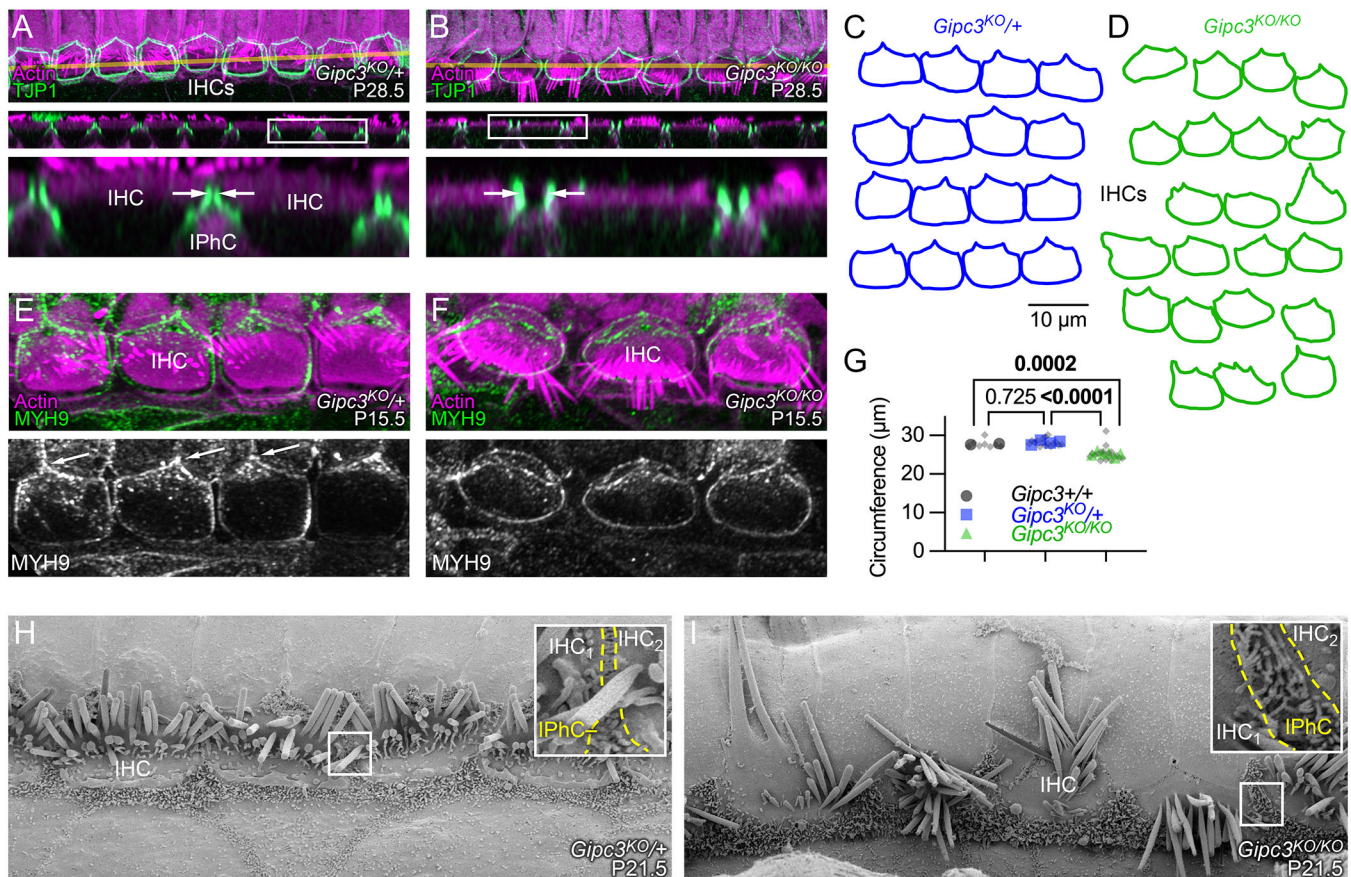 A
Actin
TJP1
IHCs
Gipc3KO/+
P28.5
IHC
IHC
IPhC
B
Actin
TJP1
Gipc3KO/KO
P28.5
C
Gipc3KO/+
D
Gipc3KO/KO
IHCs
10 µm
E
IHC
Actin
MYH9
Gipc3KO/+
P15.5
MYH9
F
IHC
Actin
MYH9
Gipc3KO/KO
P15.5
MYH9
G
0.0002
0.725 <0.0001
Circumference (µm)
30
20
10
0
Gipc3+/+
Gipc3KO/+
Gipc3KO/KO
H
IHC1
IHC2
IPhC
IHC
Gipc3KO/+
P21.5
I
IHC2
IHC1
IPhC
IHC
Gipc3KO/KO
P21.5